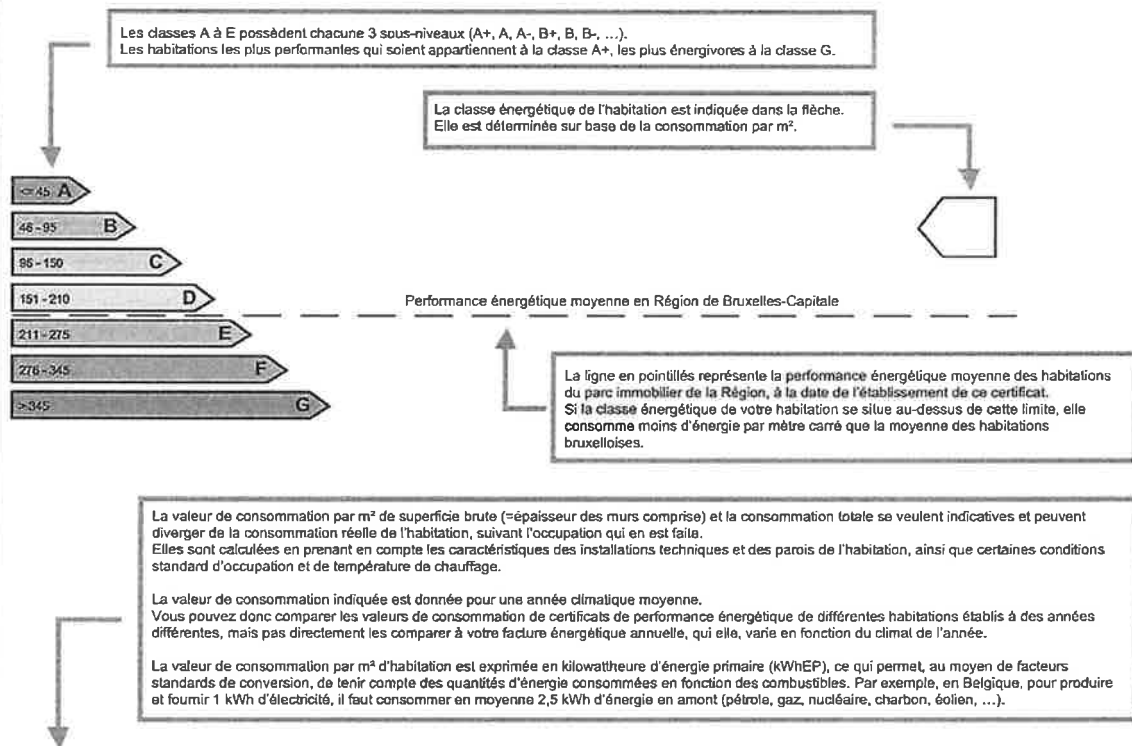 Les classes A à E possèdent chacune 3 sous-niveaux (A+, A, A-, B+, B, B-, ...).
Les habitations les plus performantes qui soient appartiennent à la classe A+, les plus énergivores à la classe G.
La classe énergétique de l'habitation est indiquée dans la flèche.
Elle est déterminée sur base de la consommation par m².
<= 45 A
46 - 95 B
96 - 150 C
151 - 210 D
Performance énergétique moyenne en Région de Bruxelles-Capitale
211 - 275 E
276 - 345 F
> 345 G
La ligne en pointillés représente la performance énergétique moyenne des habitations
du parc immobilier de la Région, à la date de l'établissement de ce certificat.
Si la classe énergétique de votre habitation se situe au-dessus de cette limite, elle
consomme moins d'énergie par mètre carré que la moyenne des habitations
bruxelloises.
La valeur de consommation par m² de superficie brute (=épaisseur des murs comprise) et la consommation totale se veulent indicatives et peuvent
diverger de la consommation réelle de l'habitation, suivant l'occupation qui en est faite.
Elles sont calculées en prenant en compte les caractéristiques des installations techniques et des parois de l'habitation, ainsi que certaines conditions
standard d'occupation et de température de chauffage.
La valeur de consommation indiquée est donnée pour une année climatique moyenne.
Vous pouvez donc comparer les valeurs de consommation de certificats de performance énergétique de différentes habitations établis à des années
différentes, mais pas directement les comparer à votre facture énergétique annuelle, qui elle, varie en fonction du climat de l'année.
La valeur de consommation par m² d'habitation est exprimée en kilowattheure d'énergie primaire (kWhEP), ce qui permet, au moyen de facteurs
standards de conversion, de tenir compte des quantités d'énergie consommées en fonction des combustibles. Par exemple, en Belgique, pour produire
et fournir 1 kWh d'électricité, il faut consommer en moyenne 2,5 kWh d'énergie en amont (pétrole, gaz, nucléaire, charbon, éolien, ...).